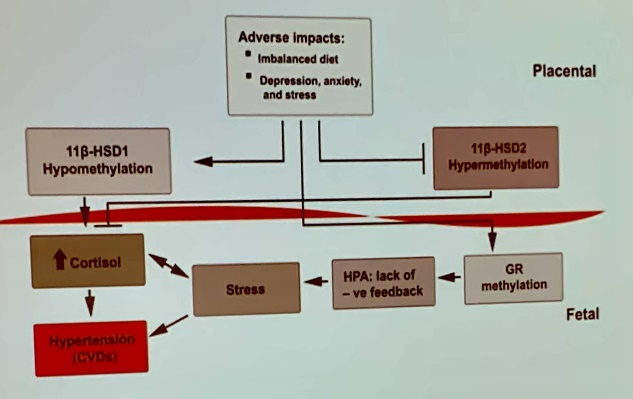 Adverse impacts:
Imbalanced diet
Depression, anxiety,
and stress
Placental
11β-HSD1
Hypomethylation
11β-HSD2
Hypermethylation
Cortisol
Stress
HPA: lack of
– ve feedback
GR
methylation
Hypertension
(CVDs)
Fetal